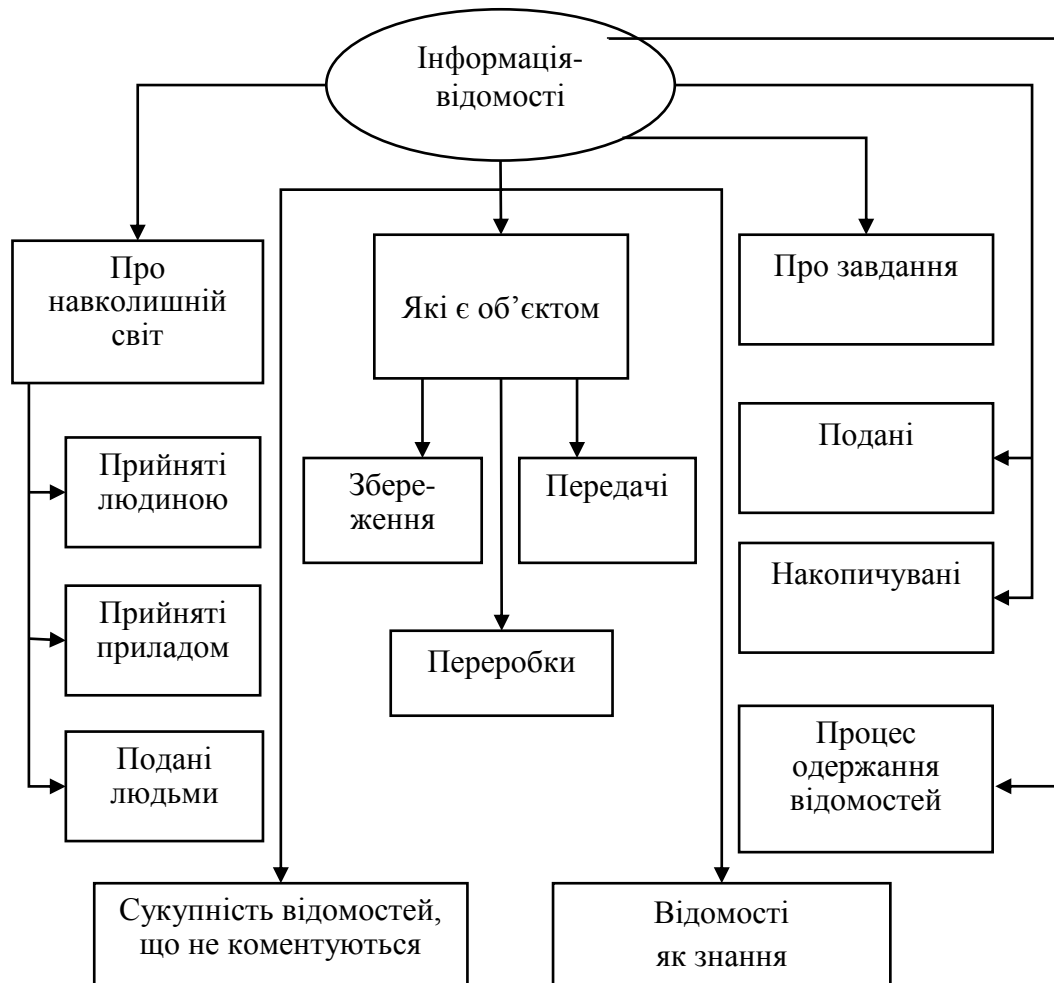 Інформація-
відомості
Про
навколишній
світ
Які є об’єктом
Про завдання
Прийняті
людиною
Збере-
ження
Передачі
Подані
Накопичувані
Прийняті
приладом
Переробки
Подані
людьми
Процес
одержання
відомостей
Сукупність відомостей,
що не коментуються
Відомості
як знання